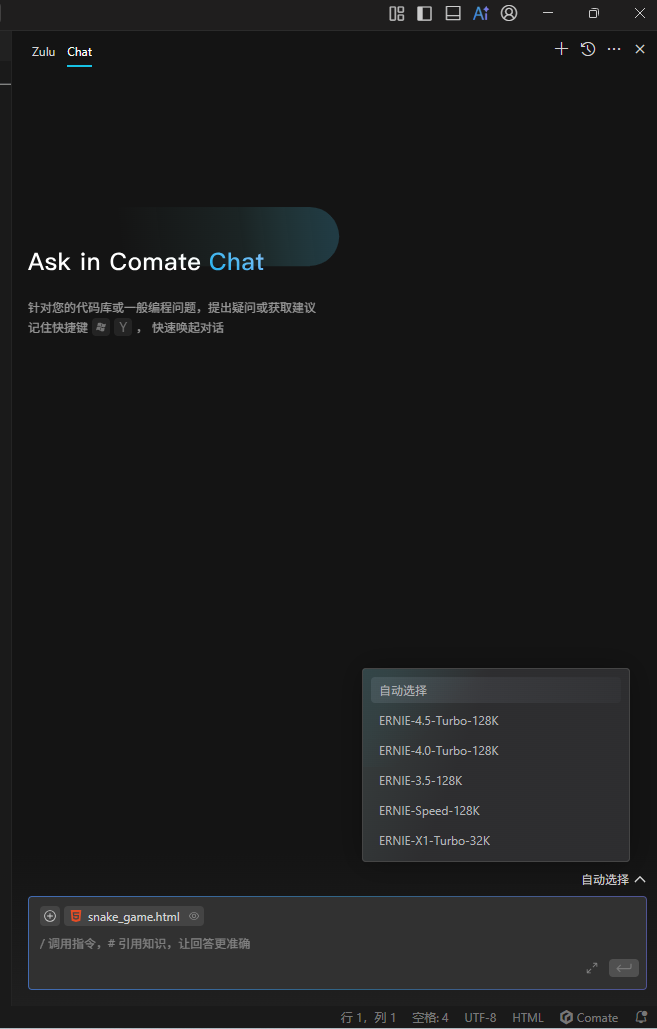 Zulu Chat
Ask in Comate Chat
针对您的代码库或一般编程问题，提出疑问或获取建议
记住快捷键 Y ， 快速唤起对话
自动选择
ERNIE-4.5-Turbo-128K
ERNIE-4.0-Turbo-128K
ERNIE-3.5-128K
ERNIE-Speed-128K
ERNIE-X1-Turbo-32K
自动选择
snake_game.html
/ 调用指令，# 引用知识，让回答更准确
行 1，列 1 空格: 4 UTF-8 HTML Comate